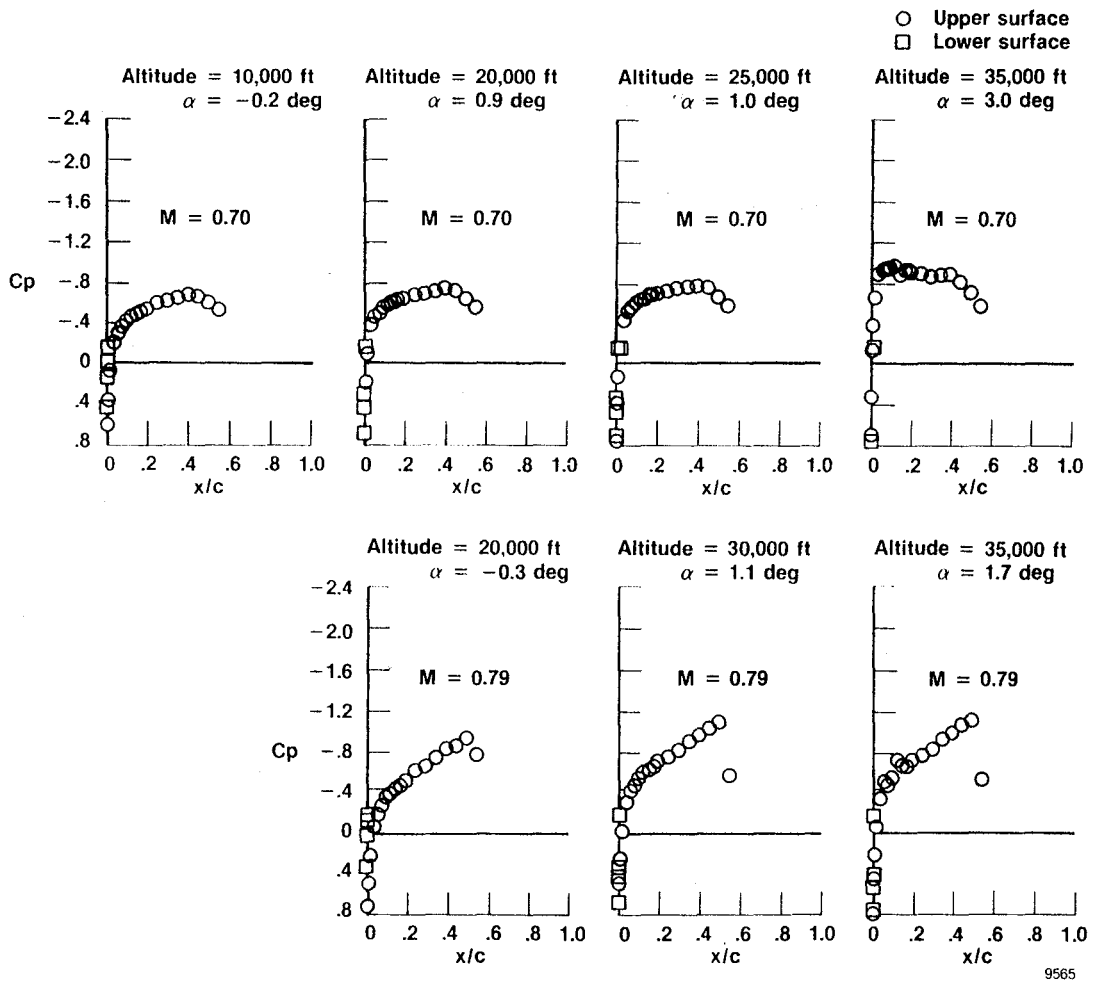 Upper surface
Lower surface
Altitude = 10,000 ft
α = −0.2 deg
Altitude = 20,000 ft
α = 0.9 deg
Altitude = 25,000 ft
α = 1.0 deg
Altitude = 35,000 ft
α = 3.0 deg
−2.4
−2.0
−1.6
−1.2
−.8
−.4
0
.4
.8
Cp
M = 0.70
M = 0.70
M = 0.70
M = 0.70
0 .2 .4 .6 .8 1.0
x/c
0 .2 .4 .6 .8 1.0
x/c
0 .2 .4 .6 .8 1.0
x/c
0 .2 .4 .6 .8 1.0
x/c
Altitude = 20,000 ft
α = −0.3 deg
Altitude = 30,000 ft
α = 1.1 deg
Altitude = 35,000 ft
α = 1.7 deg
−2.4
−2.0
−1.6
−1.2
−.8
−.4
0
.4
.8
Cp
M = 0.79
M = 0.79
M = 0.79
0 .2 .4 .6 .8 1.0
x/c
0 .2 .4 .6 .8 1.0
x/c
0 .2 .4 .6 .8 1.0
x/c
9565